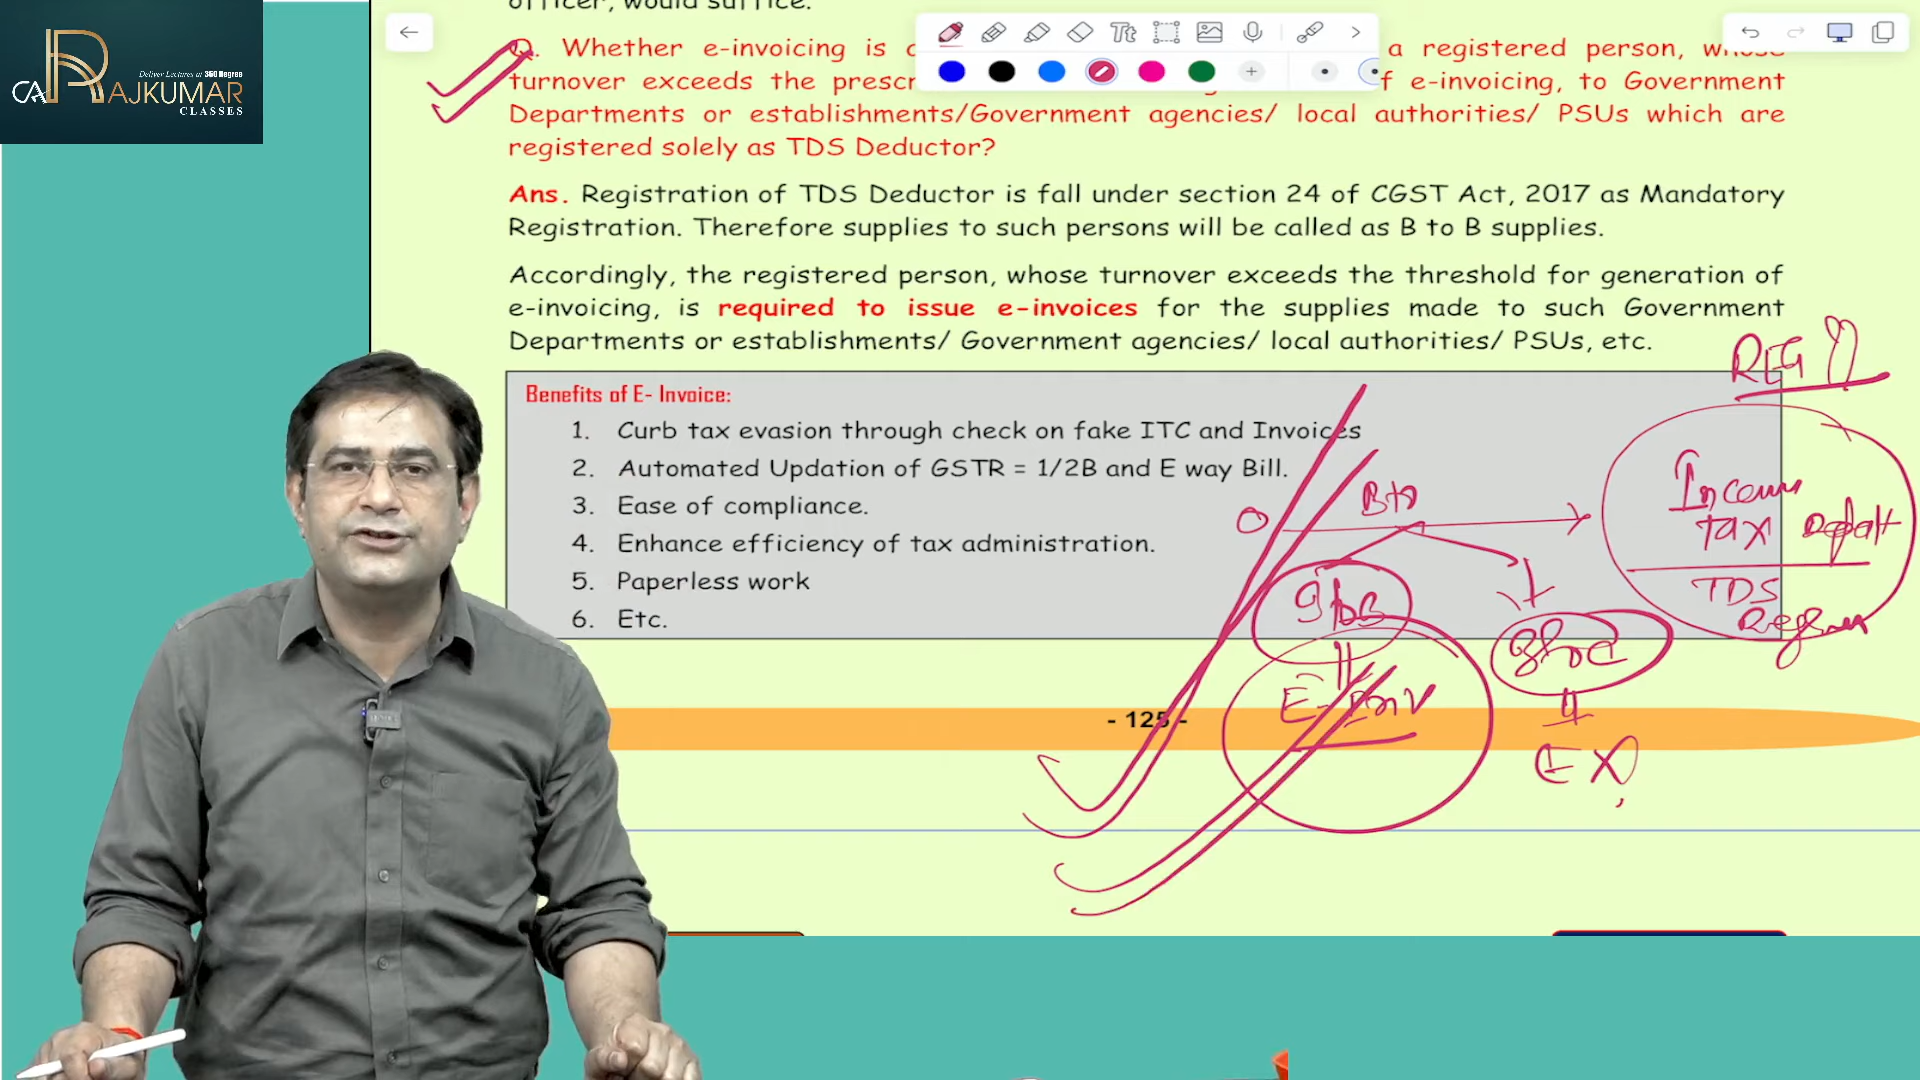 officer, would suffice.
Q. Whether e-invoicing is a registered person, whose
turnover exceeds the of e-invoicing, to Government
Departments or establishments/Government agencies/ local authorities/ PSUs which are
registered solely as TDS Deductor?
Ans. Registration of TDS Deductor is fall under section 24 of CGST Act, 2017 as Mandatory
Registration. Therefore supplies to such persons will be called as B to B supplies.
Accordingly, the registered person, whose turnover exceeds the threshold for generation of
e-invoicing, is required to issue e-invoices for the supplies made to such Government
Departments or establishments/ Government agencies/ local authorities/ PSUs, etc.
Benefits of E- Invoice:
1. Curb tax evasion through check on fake ITC and Invoices
2. Automated Updation of GSTR = 1/2B and E way Bill.
3. Ease of compliance.
4. Enhance efficiency of tax administration.
5. Paperless work
6. Etc.
- 125 -
REG
Income
Tax
TDS
E-Inv
CA RAJKUMAR
Deliver Lectures at 360 Degree
CLASSES
Tt